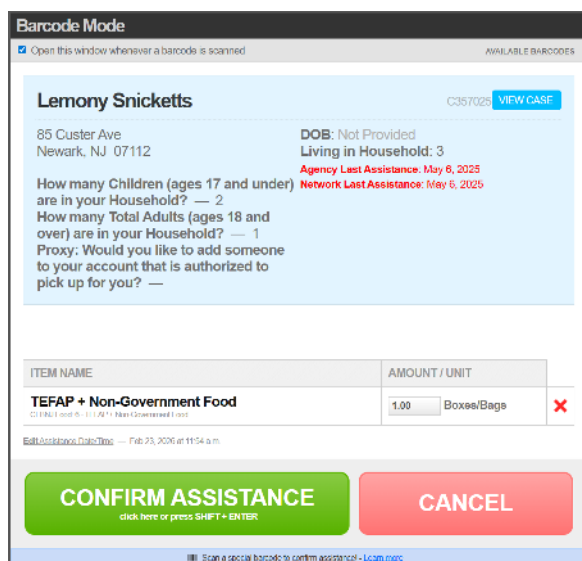 Barcode Mode
Open this window whenever a barcode is scanned
AVAILABLE BARCODES
Lemony Snicketts
C357025 VIEW CASE
85 Custer Ave
Newark, NJ 07112
How many Children (ages 17 and under) are in your Household? — 2
How many Total Adults (ages 18 and over) are in your Household? — 1
Proxy: Would you like to add someone to your account that is authorized to pick up for you? —
DOB: Not Provided
Living in Household: 3
Agency Last Assistance: May 6, 2025
Network Last Assistance: May 6, 2025
ITEM NAME
AMOUNT / UNIT
TEFAP + Non-Government Food
1.00 Boxes/Bags
TEFAP + Non-Government Food
Edit Assistance Date/Time — Feb 23, 2026 at 11:54 a.m.
CONFIRM ASSISTANCE
click here or press SHIFT + ENTER
CANCEL
Scan a special barcode to confirm assistance! - Learn more